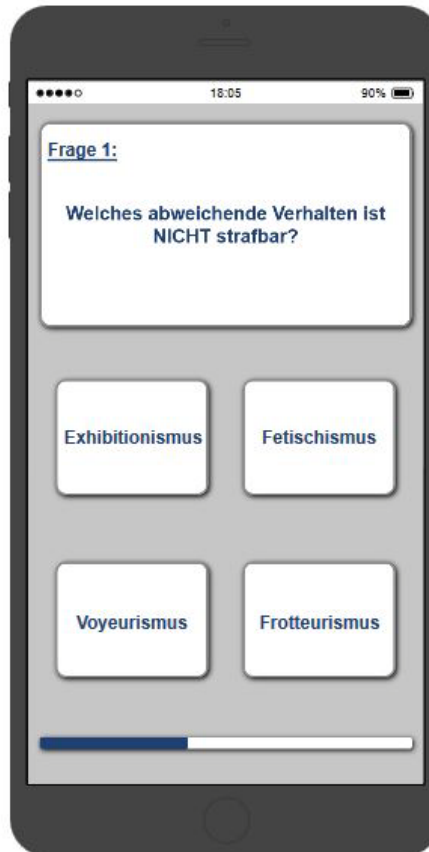 18:05 90%
Frage 1:
Welches abweichende Verhalten ist
NICHT strafbar?
Exhibitionismus Fetischismus
Voyeurismus Frotteurismus